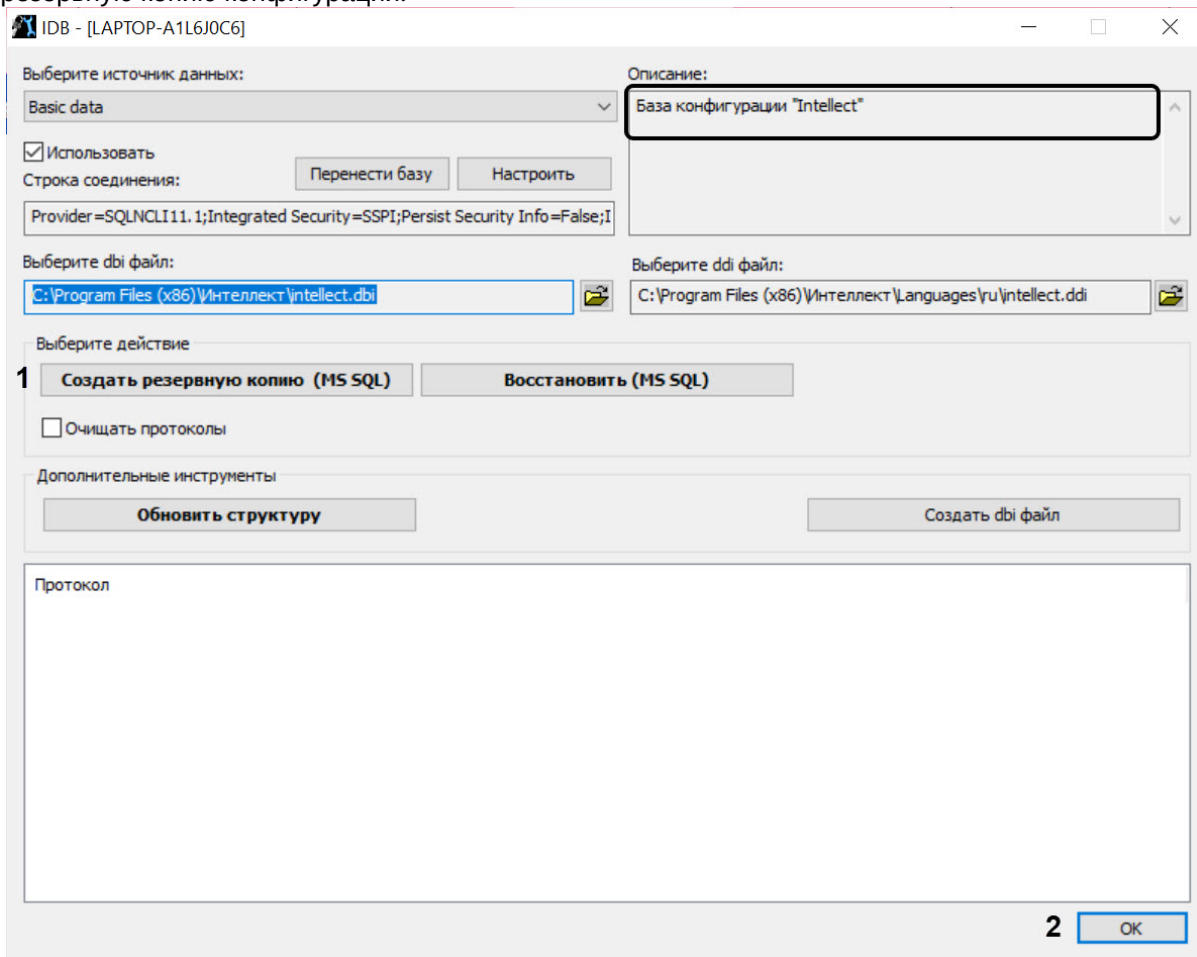 резервную копию конфигурации.
IDB - [LAPTOP-A1L6J0C6]
Выберите источник данных:
Описание:
Basic data
База конфигурации "Intellect"
Использовать
Строка соединения:
Перенести базу
Настроить
Provider=SQLNCLI11.1;Integrated Security=SSPI;Persist Security Info=False;I
Выберите dbi файл:
Выберите ddi файл:
C:\Program Files (x86)\Интеллект\intellect.dbi
C:\Program Files (x86)\Интеллект\Languages\ru\intellect.ddi
Выберите действие
1 Создать резервную копию (MS SQL)
Восстановить (MS SQL)
Очищать протоколы
Дополнительные инструменты
Обновить структуру
Создать dbi файл
Протокол
2 OK